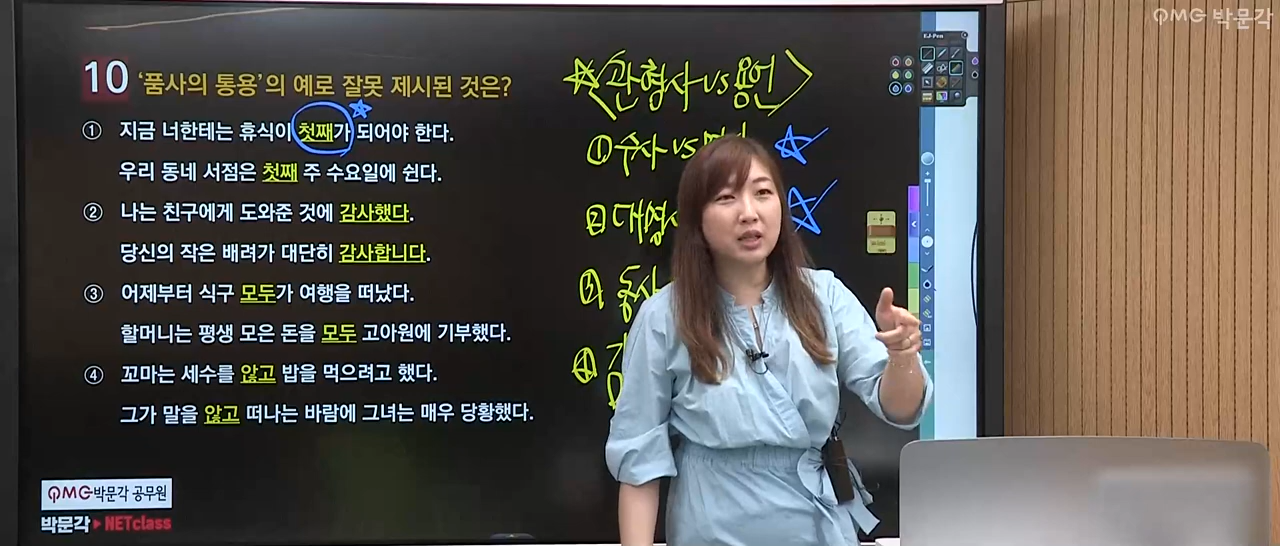 PMG 박문각
10 '품사의 통용'의 예로 잘못 제시된 것은?
① 지금 너한테는 휴식이 첫째가 되어야 한다.
우리 동네 서점은 첫째 주 수요일에 쉰다.
② 나는 친구에게 도와준 것에 감사했다.
당신의 작은 배려가 대단히 감사합니다.
③ 어제부터 식구 모두가 여행을 떠났다.
할머니는 평생 모은 돈을 모두 고아원에 기부했다.
④ 꼬마는 세수를 않고 밥을 먹으려고 했다.
그가 말을 않고 떠나는 바람에 그녀는 매우 당황했다.
☆<관형사 vs 용언>
① 수사 vs
②
③ 동사
④
EJ-Pen
PMG 박문각 공무원
박문각 ▶ NETclass